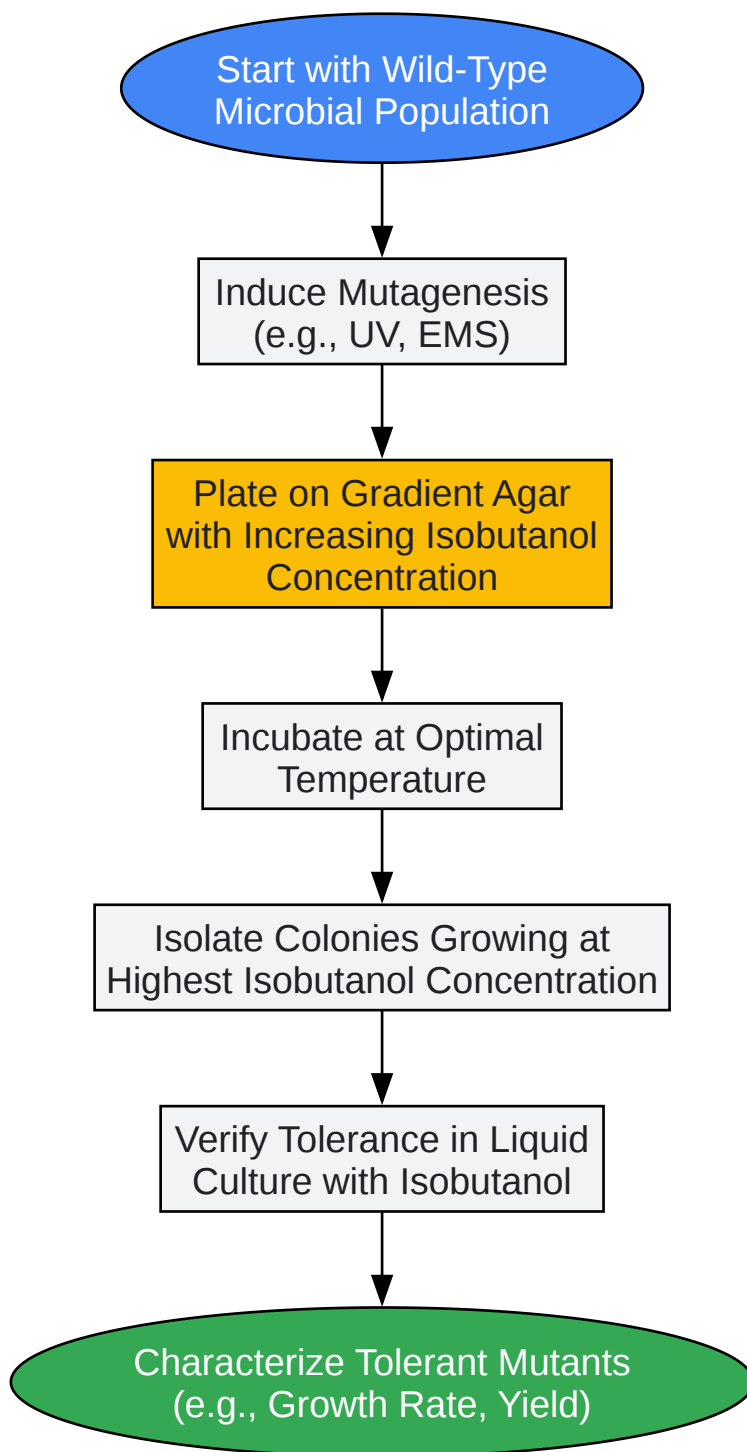 Start with Wild-Type
Microbial Population
Induce Mutagenesis
(e.g., UV, EMS)
Plate on Gradient Agar
with Increasing Isobutanol
Concentration
Incubate at Optimal
Temperature
Isolate Colonies Growing at
Highest Isobutanol Concentration
Verify Tolerance in Liquid
Culture with Isobutanol
Characterize Tolerant Mutants
(e.g., Growth Rate, Yield)